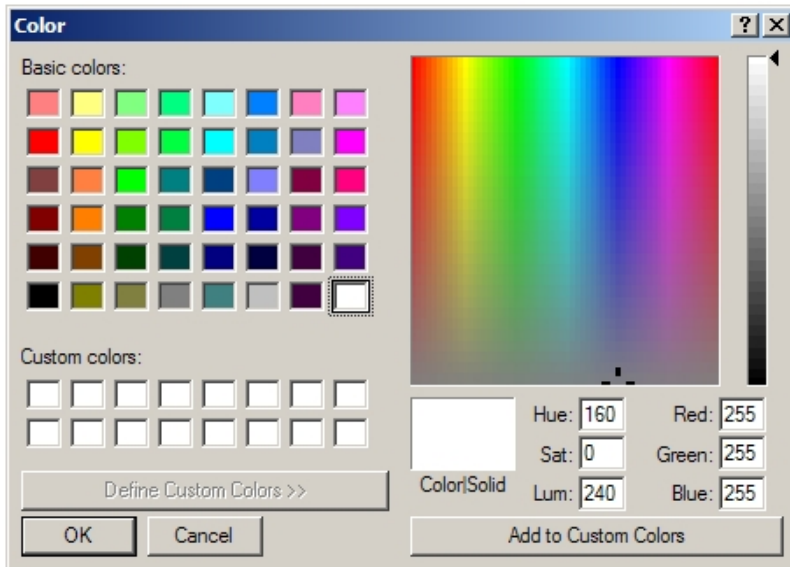 Color
Basic colors:
Custom colors:
Define Custom Colors >>
OK Cancel
Color|Solid
Hue: 160 Red: 255
Sat: 0 Green: 255
Lum: 240 Blue: 255
Add to Custom Colors